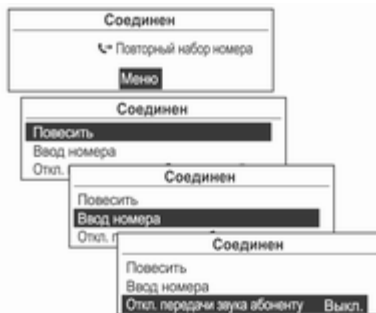 Соединен
Повторный набор номера
Меню
Соединен
Повесить
Ввод номера
Откл.
Соединен
Повесить
Ввод номера
Откл. п
Соединен
Повесить
Ввод номера
Откл. передачи звука абоненту Выкл.